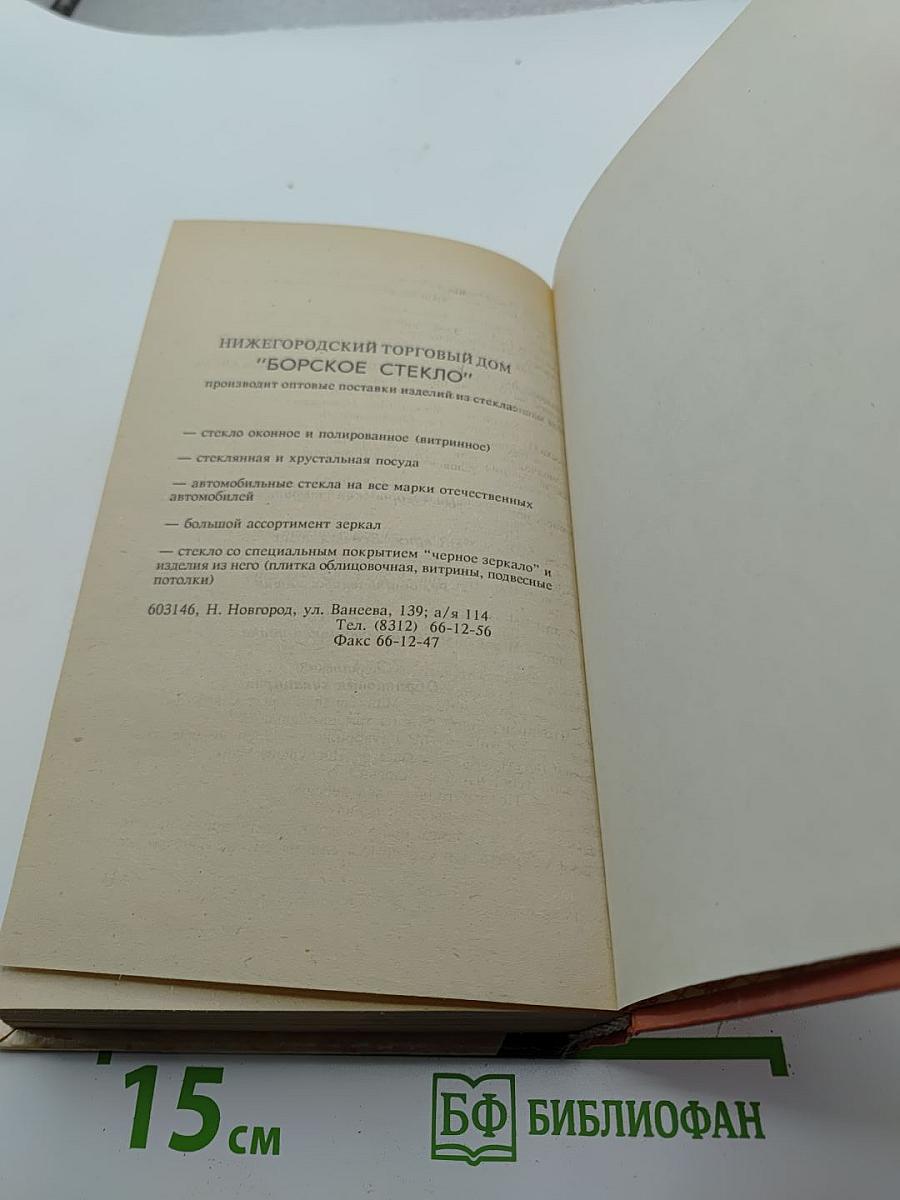 НИЖЕГОРОДСКИЙ ТОРГОВЫЙ ДОМ
"БОРСКОЕ СТЕКЛО"
производит оптовые поставки изделий из стекла:
— стекло оконное и полированное (витринное)
— стеклянная и хрустальная посуда
— автомобильные стекла на все марки отечественных
автомобилей
— большой ассортимент зеркал
— стекло со специальным покрытием "черное зеркало" и
изделия из него (плитка облицовочная, витрины, подвесные
потолки)
603146, Н. Новгород, ул. Ванеева, 139; а/я 114
Тел. (8312) 66-12-56
Факс 66-12-47
15 см
БФ БИБЛИОФАН